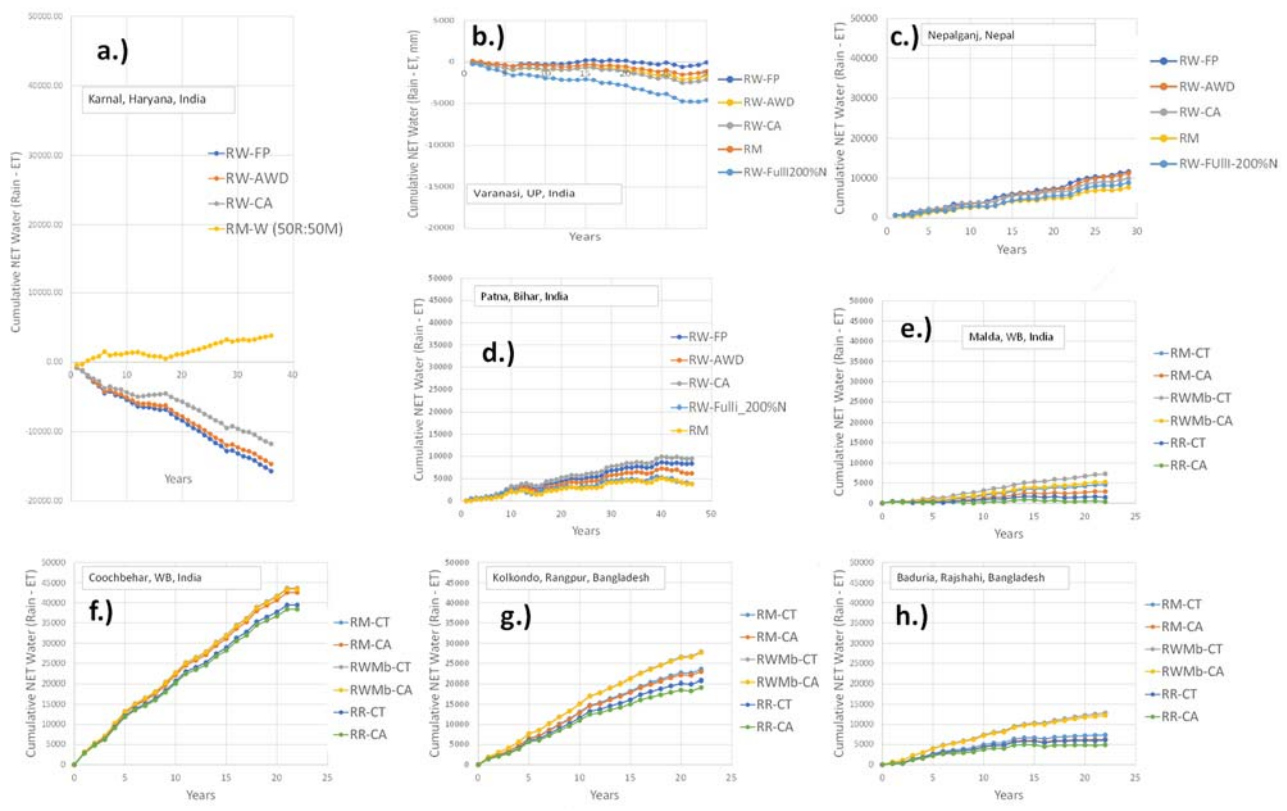 a.)
Karnal, Haryana, India
Cumulative NET Water (Rain - ET)
50000.00
40000.00
30000.00
20000.00
10000.00
0.00
-10000.00
-20000.00
0
10
20
30
40
Years
RW-FP
RW-AWD
RW-CA
RM-W (50R:50M)
b.)
Varanasi, UP, India
Cumulative NET Water (Rain - ET, mm)
5000
0
-5000
-10000
-15000
-20000
0
15
Years
RW-FP
RW-AWD
RW-CA
RM
RW-Fulll200%N
c.)
Nepalganj, Nepal
Cumulative NET Water (Rain - ET)
50000
40000
30000
20000
10000
0
0
5
10
15
20
25
30
Years
RW-FP
RW-AWD
RW-CA
RM
RW-FUllI-200%N
d.)
Patna, Bihar, India
Cumulative NET Water (Rain - ET)
50000
45000
40000
35000
30000
25000
20000
15000
10000
5000
0
0
10
20
30
40
50
Years
RW-FP
RW-AWD
RW-CA
RW-Fulli_200%N
RM
e.)
Malda, WB, India
Cumulative NET Water (Rain - ET)
50000
45000
40000
35000
30000
25000
20000
15000
10000
5000
0
0
5
10
15
20
25
Years
RM-CT
RM-CA
RWMb-CT
RWMb-CA
RR-CT
RR-CA
f.)
Coochbehar, WB, India
Cumulative NET Water (Rain - ET)
50000
45000
40000
35000
30000
25000
20000
15000
10000
5000
0
0
5
10
15
20
25
Years
RM-CT
RM-CA
RWMb-CT
RWMb-CA
RR-CT
RR-CA
g.)
Kolkondo, Rangpur, Bangladesh
Cumulative NET Water (Rain - ET)
50000
45000
40000
35000
30000
25000
20000
15000
10000
5000
0
0
5
10
15
20
25
Years
RM-CT
RM-CA
RWMb-CT
RWMb-CA
RR-CT
RR-CA
h.)
Baduria, Rajshahi, Bangladesh
Cumulative NET Water (Rain - ET)
50000
45000
40000
35000
30000
25000
20000
15000
10000
5000
0
0
5
10
15
20
25
Years
RM-CT
RM-CA
RWMb-CT
RWMb-CA
RR-CT
RR-CA